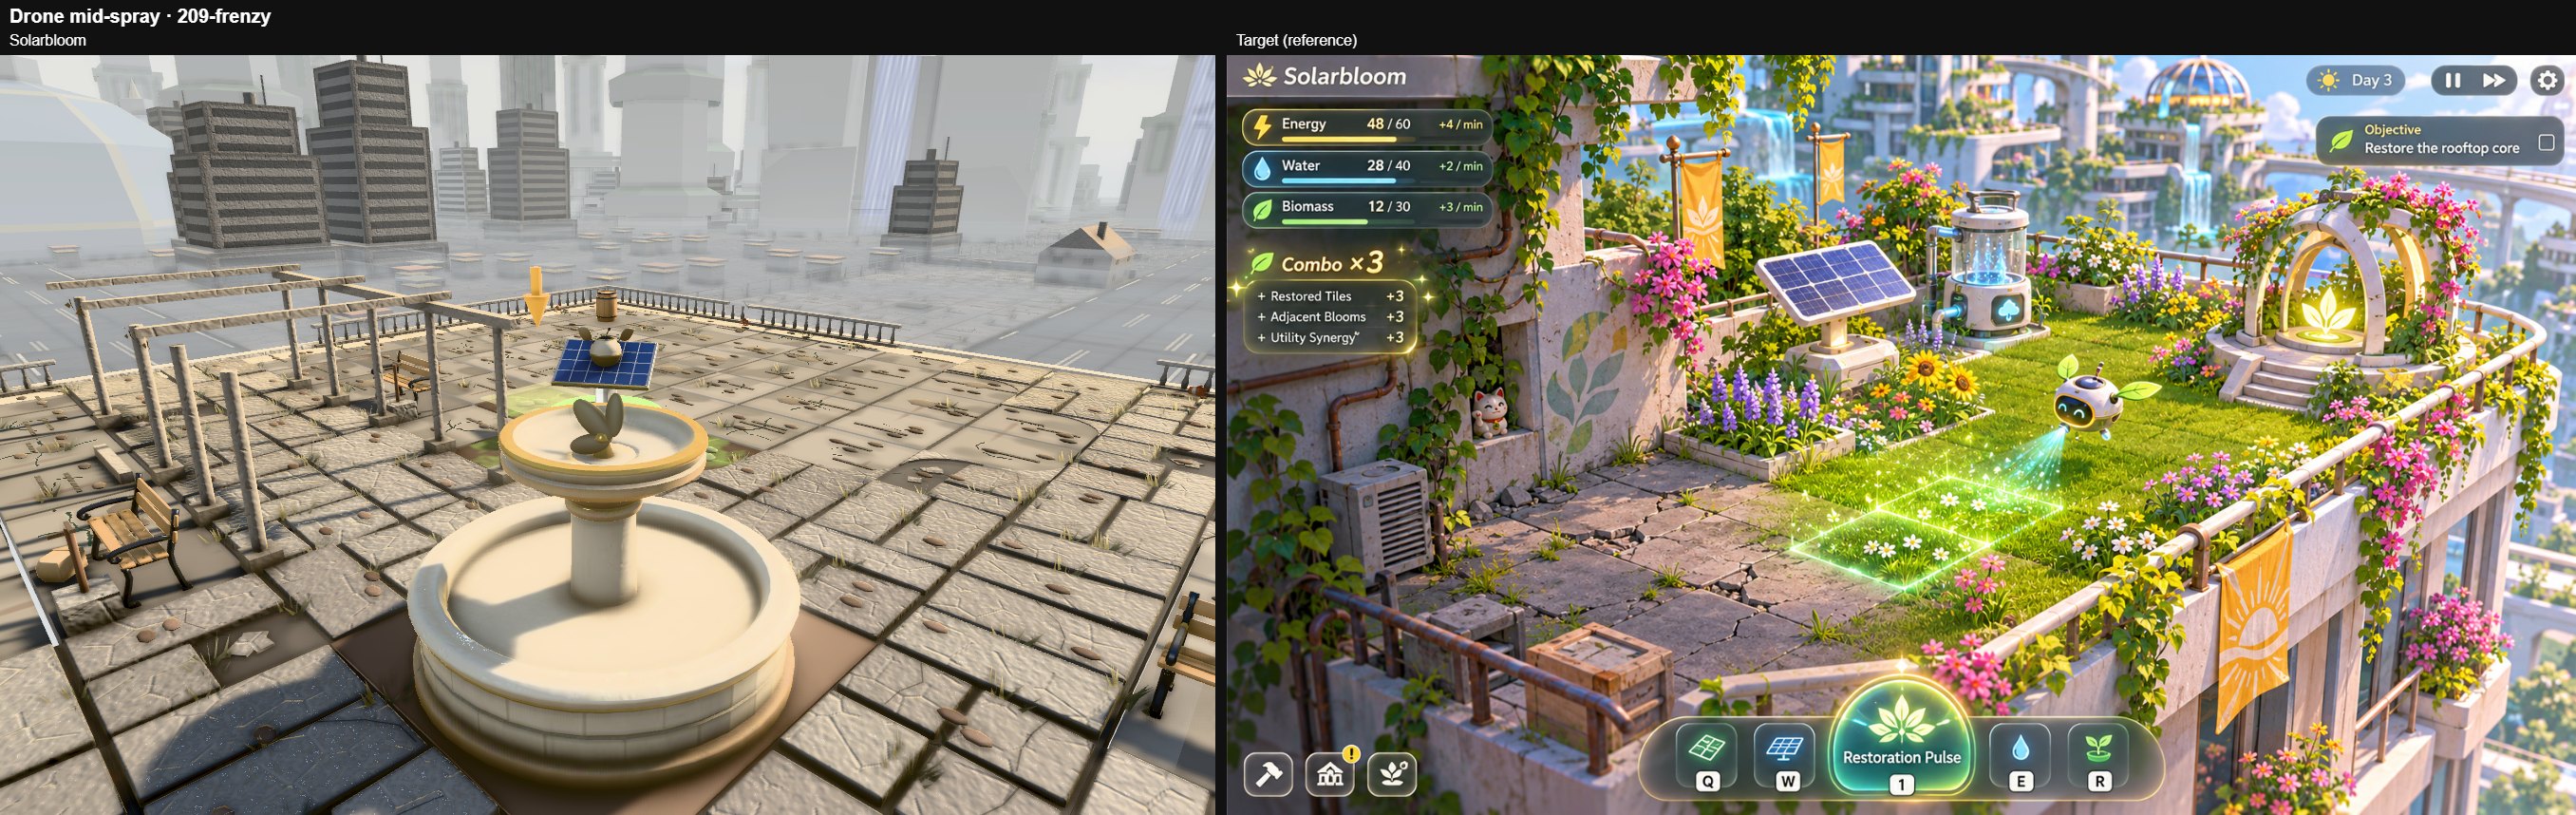 Drone mid-spray · 209-frenzy
Solarbloom
Target (reference)
Solarbloom
Day 3
Energy 48 / 60 +4 / min
Objective
Restore the rooftop core
Water 28 / 40 +2 / min
Biomass 12 / 30 +3 / min
Combo ×3
+ Restored Tiles +3
+ Adjacent Blooms +3
+ Utility Synergy +3
!
Restoration Pulse
Q
W
1
E
R